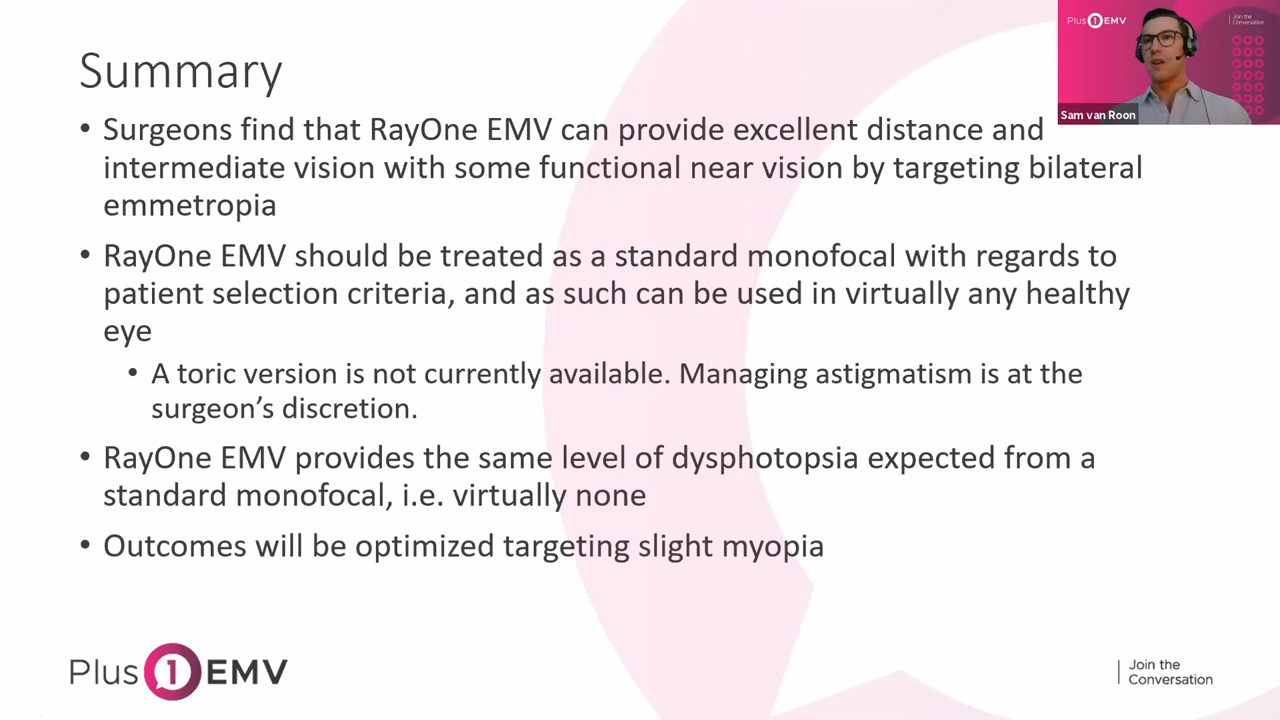 Summary
• Surgeons find that RayOne EMV can provide excellent distance and
intermediate vision with some functional near vision by targeting bilateral
emmetropia
• RayOne EMV should be treated as a standard monofocal with regards to
patient selection criteria, and as such can be used in virtually any healthy
eye
• A toric version is not currently available. Managing astigmatism is at the
surgeon's discretion.
• RayOne EMV provides the same level of dysphotopsia expected from a
standard monofocal, i.e. virtually none
• Outcomes will be optimized targeting slight myopia
Plus 1 EMV
Join the
Conversation
Sam van Roon
Plus 1 EMV
Join the
Conversation